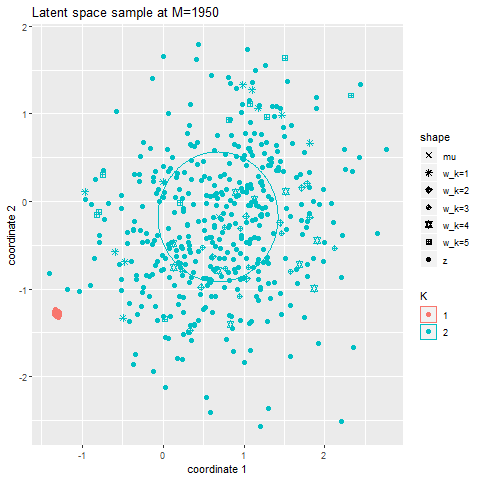 Latent space sample at M=1950
2
1
0
-1
-2
coordinate 2
-1
0
1
2
coordinate 1
shape
mu
w_k=1
w_k=2
w_k=3
w_k=4
w_k=5
z
K
1
2